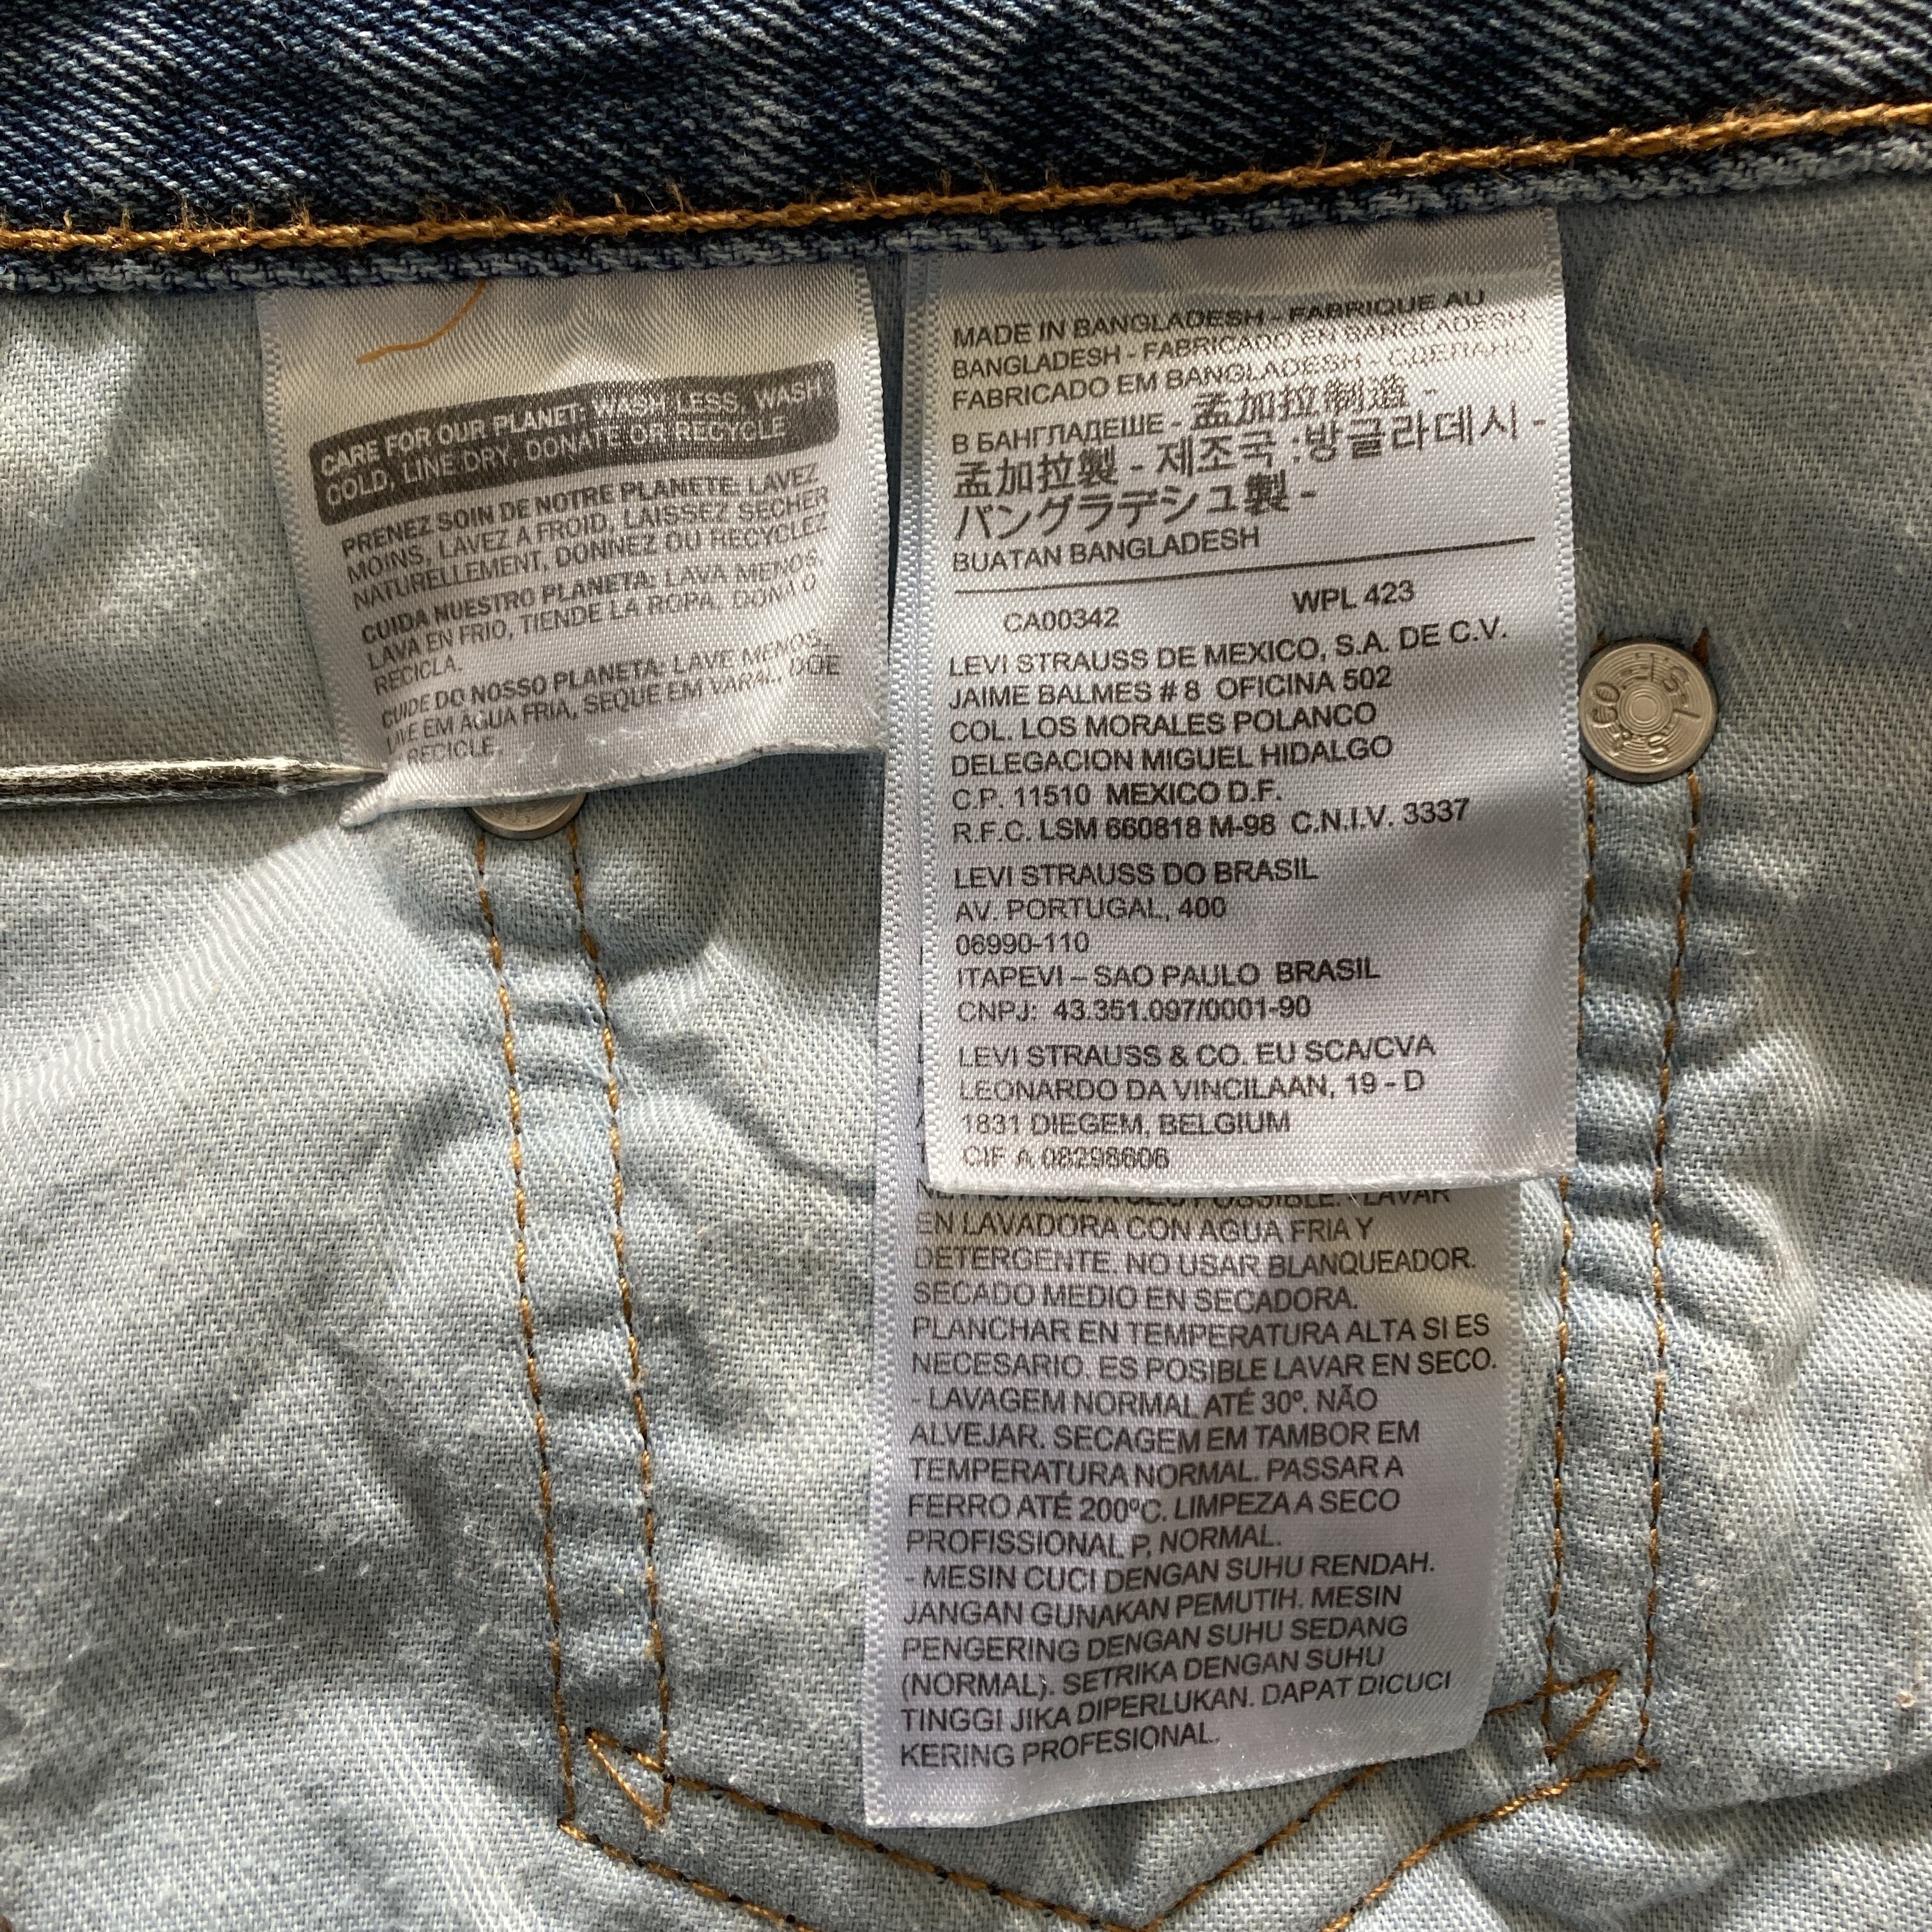 CARE FOR OUR PLANET: WASH LESS, WASH
COLD, LINE DRY, DONATE OR RECYCLE
PRENEZ SOIN DE NOTRE PLANETE: LAVEZ
MOINS, LAVEZ A FROID, LAISSEZ SECHER
NATURELLEMENT, DONNEZ OU RECYCLEZ
CUIDA NUESTRO PLANETA: LAVA MENOS,
LAVA EN FRIO, TIENDE LA ROPA, DONA O
RECICLA.
CUIDE DO NOSSO PLANETA: LAVE MENOS,
LAVE EM AGUA FRIA, SEQUE EM VARAL, DOE
RECICLE.
MADE IN BANGLADESH - FABRIQUE AU
BANGLADESH - FABRICADO EN BANGLADESH
FABRICADO EM BANGLADESH - СДЕЛАНО
В БАНГЛАДЕШЕ - 孟加拉制造 -
孟加拉製 - 제조국 :방글라데시 -
バングラデシュ製 -
BUATAN BANGLADESH
CA00342 WPL 423
LEVI STRAUSS DE MEXICO, S.A. DE C.V.
JAIME BALMES # 8 OFICINA 502
COL. LOS MORALES POLANCO
DELEGACION MIGUEL HIDALGO
C.P. 11510 MEXICO D.F.
R.F.C. LSM 660818 M-98 C.N.I.V. 3337
LEVI STRAUSS DO BRASIL
AV. PORTUGAL, 400
06990-110
ITAPEVI – SAO PAULO BRASIL
CNPJ: 43.351.097/0001-90
LEVI STRAUSS & CO. EU SCA/CVA
LEONARDO DA VINCILAAN, 19 - D
1831 DIEGEM, BELGIUM
CIF A 08298606
LAVAR
EN LAVADORA CON AGUA FRIA Y
DETERGENTE. NO USAR BLANQUEADOR.
SECADO MEDIO EN SECADORA.
PLANCHAR EN TEMPERATURA ALTA SI ES
NECESARIO. ES POSIBLE LAVAR EN SECO.
- LAVAGEM NORMAL ATÉ 30º. NÃO
ALVEJAR. SECAGEM EM TAMBOR EM
TEMPERATURA NORMAL. PASSAR A
FERRO ATÉ 200ºC. LIMPEZA A SECO
PROFISSIONAL P, NORMAL.
- MESIN CUCI DENGAN SUHU RENDAH.
JANGAN GUNAKAN PEMUTIH. MESIN
PENGERING DENGAN SUHU SEDANG
(NORMAL). SETRIKA DENGAN SUHU
TINGGI JIKA DIPERLUKAN. DAPAT DICUCI
KERING PROFESIONAL.